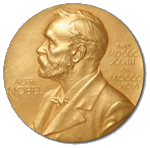 ALFR·
NOBEL
NAT·
MDCCC
XXXIII
OB·
MDCCC
XCVI